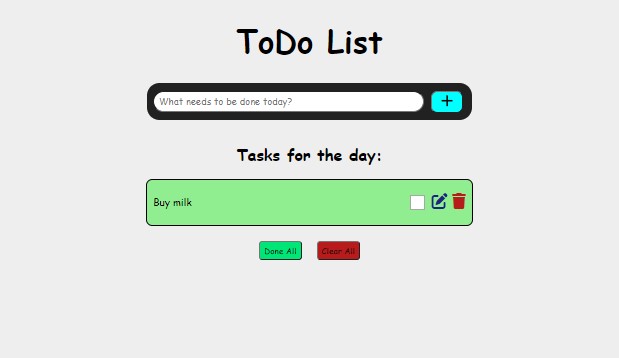 ToDo List
What needs to be done today?
+
Tasks for the day:
Buy milk
Done All
Clear All